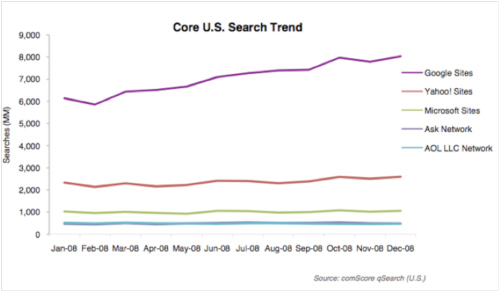 Core U.S. Search Trend
9,000
8,000
7,000
6,000
5,000
4,000
3,000
2,000
1,000
0
Searches (MM)
Google Sites
Yahoo! Sites
Microsoft Sites
Ask Network
AOL LLC Network
Jan-08 Feb-08 Mar-08 Apr-08 May-08 Jun-08 Jul-08 Aug-08 Sep-08 Oct-08 Nov-08 Dec-08
Source: comScore qSearch (U.S.)